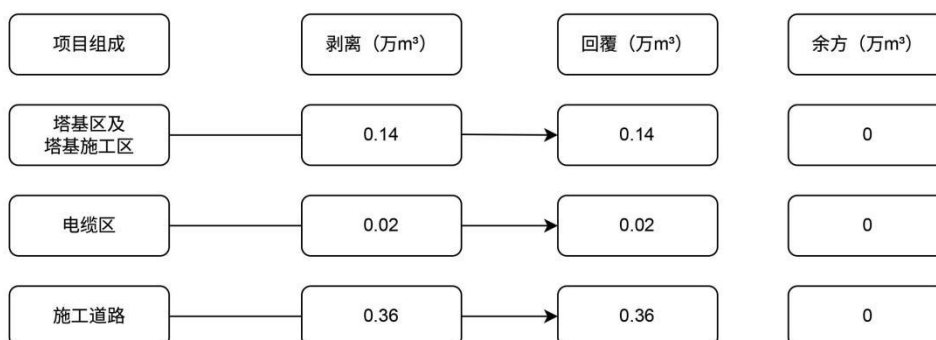 项目组成
剥离（万m³）
回覆（万m³）
余方（万m³）
塔基区及
塔基施工区
0.14
0.14
0
电缆区
0.02
0.02
0
施工道路
0.36
0.36
0